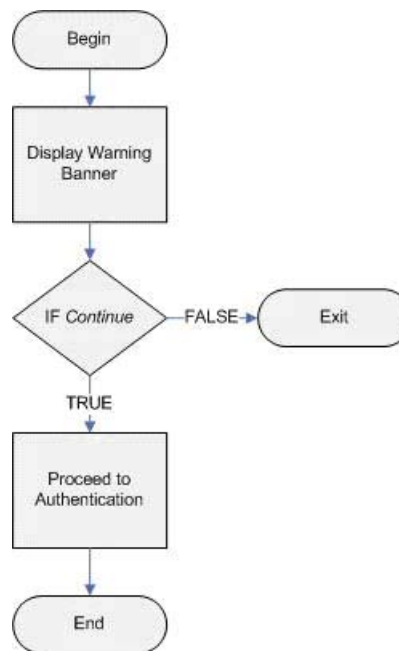 Begin
Display Warning
Banner
IF Continue
FALSE
Exit
TRUE
Proceed to
Authentication
End